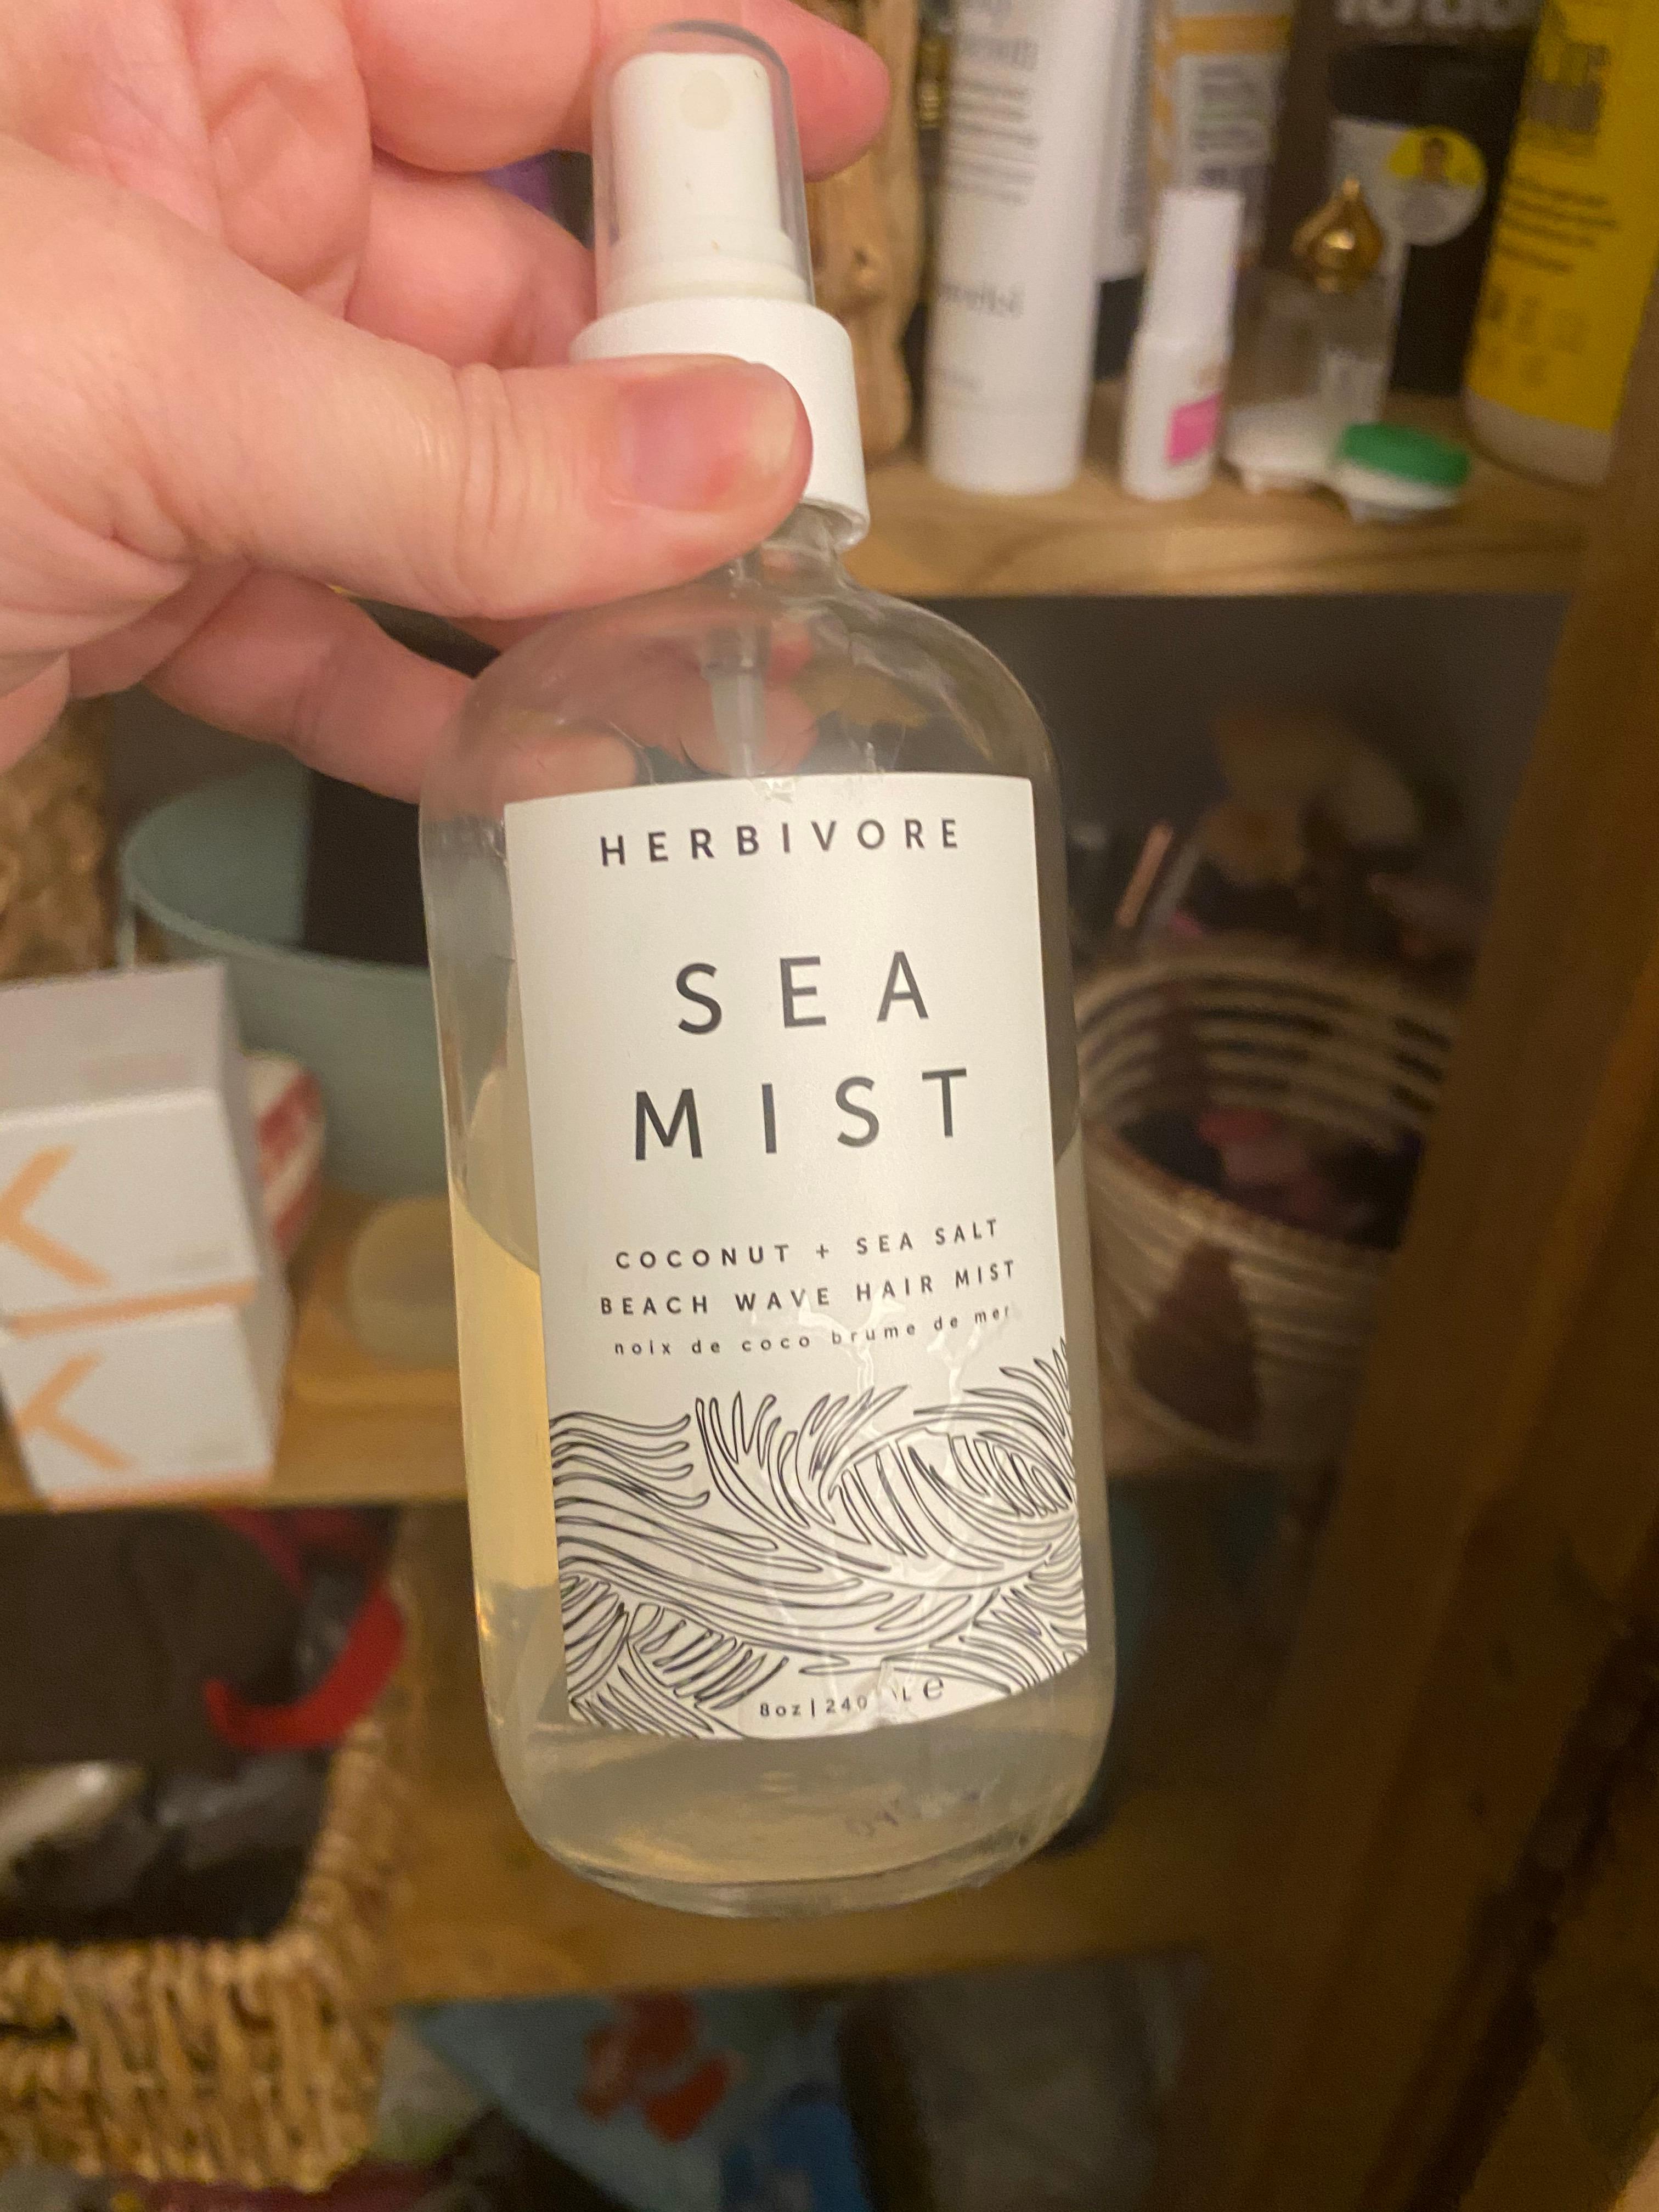 HERBIVORE
SEA
MIST
COCONUT + SEA SALT
BEACH WAVE HAIR MIST
noix de coco brume de mer
8oz | 240 L e